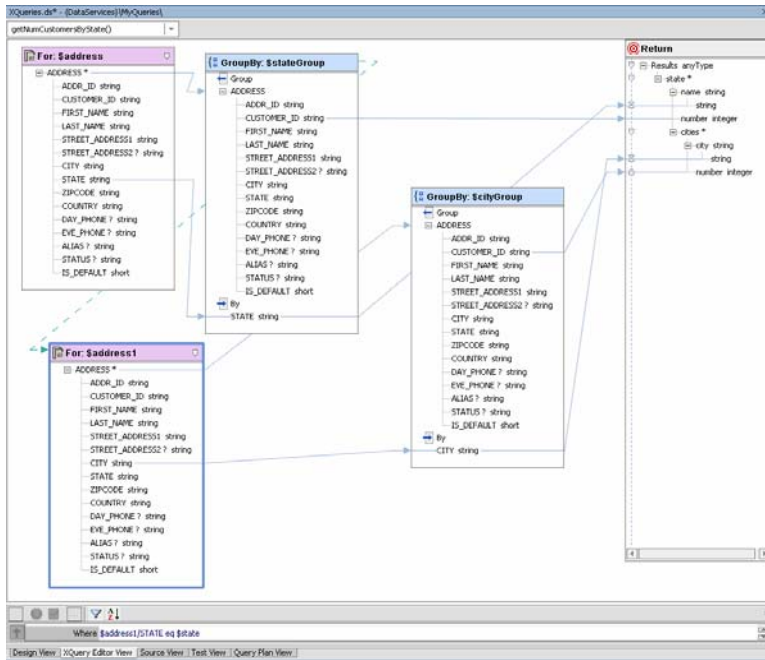 XQueries.ds* - {DataServices}\MyQueries\
getNumCustomersByState()
For: $address
ADDRESS *
ADDR_ID string
CUSTOMER_ID string
FIRST_NAME string
LAST_NAME string
STREET_ADDRESS1 string
STREET_ADDRESS2 ? string
CITY string
STATE string
ZIPCODE string
COUNTRY string
DAY_PHONE ? string
EVE_PHONE ? string
ALIAS ? string
STATUS ? string
IS_DEFAULT short
GroupBy: $stateGroup
Group
ADDRESS
ADDR_ID string
CUSTOMER_ID string
FIRST_NAME string
LAST_NAME string
STREET_ADDRESS1 string
STREET_ADDRESS2 ? string
CITY string
STATE string
ZIPCODE string
COUNTRY string
DAY_PHONE ? string
EVE_PHONE ? string
ALIAS ? string
STATUS ? string
IS_DEFAULT short
By
STATE string
Return
Results anyType
state *
name string
string
number integer
cities *
city string
string
number integer
GroupBy: $cityGroup
Group
ADDRESS
ADDR_ID string
CUSTOMER_ID string
FIRST_NAME string
LAST_NAME string
STREET_ADDRESS1 string
STREET_ADDRESS2 ? string
CITY string
STATE string
ZIPCODE string
COUNTRY string
DAY_PHONE ? string
EVE_PHONE ? string
ALIAS ? string
STATUS ? string
IS_DEFAULT short
By
CITY string
For: $address1
ADDRESS *
ADDR_ID string
CUSTOMER_ID string
FIRST_NAME string
LAST_NAME string
STREET_ADDRESS1 string
STREET_ADDRESS2 ? string
CITY string
STATE string
ZIPCODE string
COUNTRY string
DAY_PHONE ? string
EVE_PHONE ? string
ALIAS ? string
STATUS ? string
IS_DEFAULT short
Where $address1/STATE eq $state
Design View XQuery Editor View Source View Test View Query Plan View